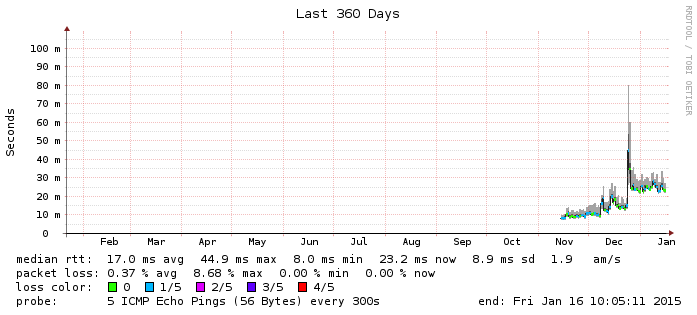 Last 360 Days
RRDTOOL / TOBI OETIKER
Seconds
100 m
90 m
80 m
70 m
60 m
50 m
40 m
30 m
20 m
10 m
0
Feb Mar Apr May Jun Jul Aug Sep Oct Nov Dec Jan
median rtt: 17.0 ms avg 44.9 ms max 8.0 ms min 23.2 ms now 8.9 ms sd 1.9 am/s
packet loss: 0.37 % avg 8.68 % max 0.00 % min 0.00 % now
loss color: 0 1/5 2/5 3/5 4/5
probe: 5 ICMP Echo Pings (56 Bytes) every 300s end: Fri Jan 16 10:05:11 2015